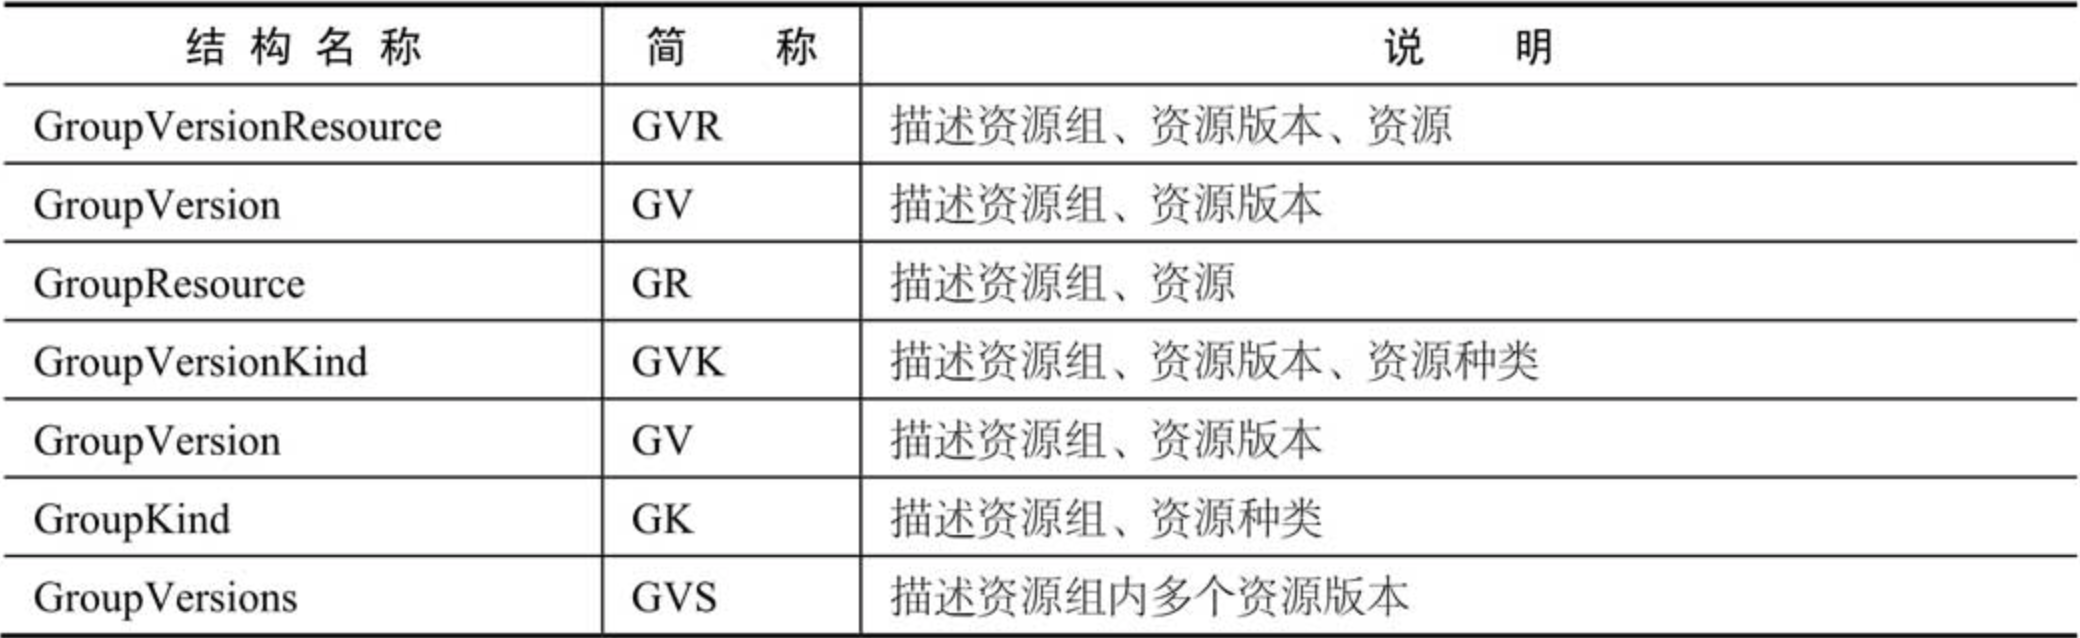 结构名称 简称 说明
GroupVersionResource GVR 描述资源组、资源版本、资源
GroupVersion GV 描述资源组、资源版本
GroupResource GR 描述资源组、资源
GroupVersionKind GVK 描述资源组、资源版本、资源种类
GroupVersion GV 描述资源组、资源版本
GroupKind GK 描述资源组、资源种类
GroupVersions GVS 描述资源组内多个资源版本